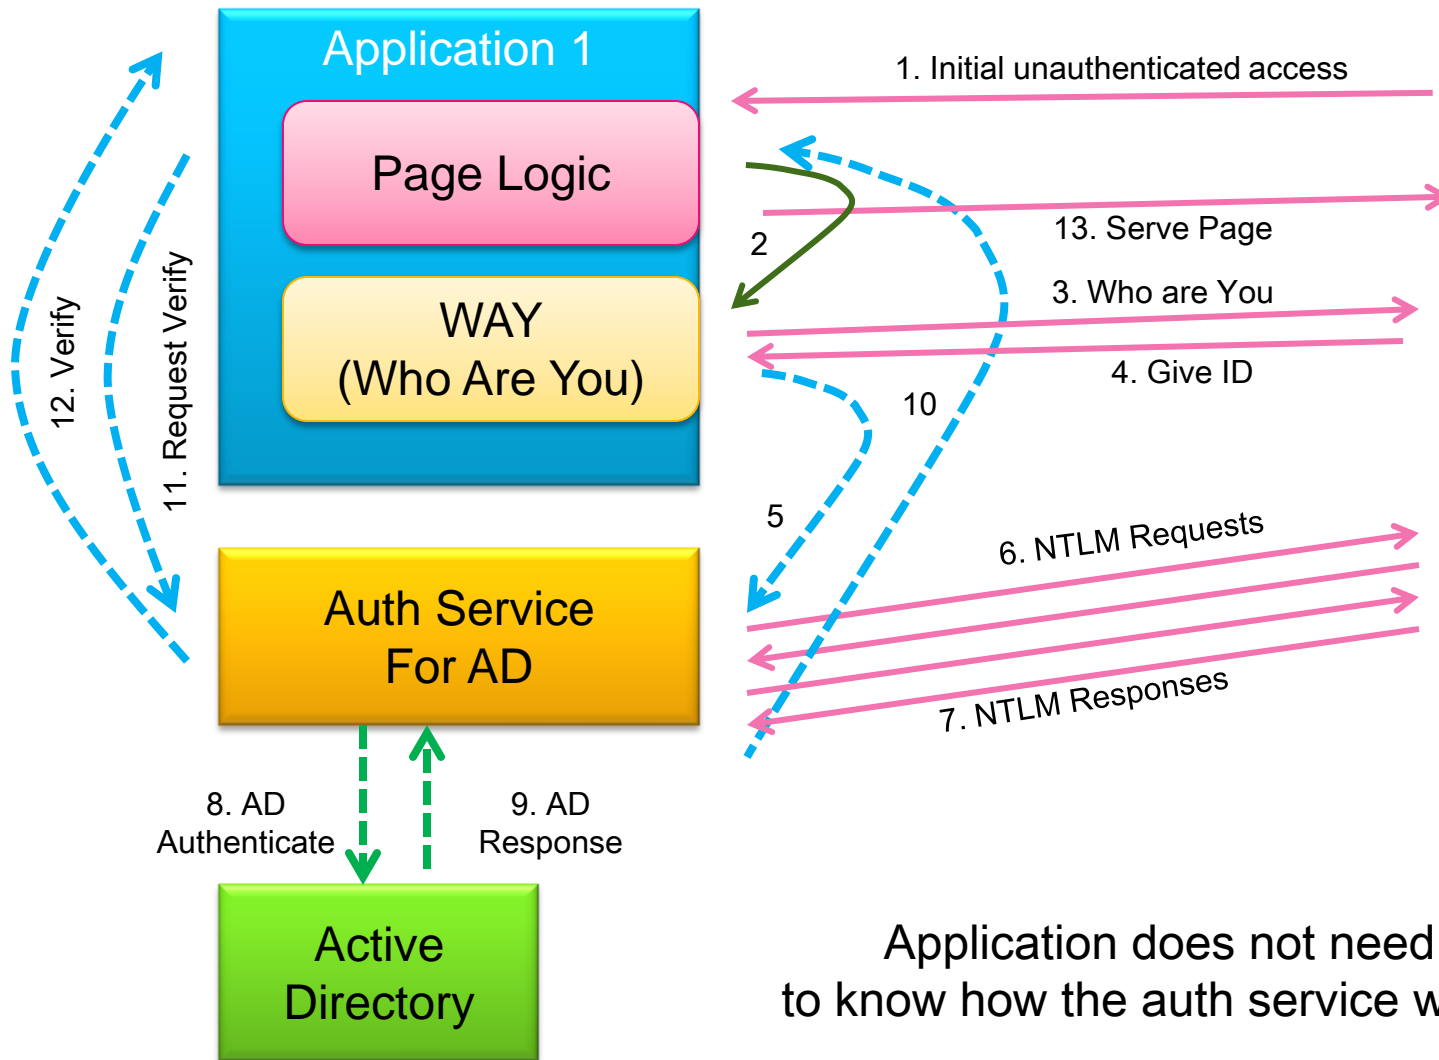 Application 1
1. Initial unauthenticated access
Page Logic
2
13. Serve Page
3. Who are You
WAY
(Who Are You)
4. Give ID
10
12. Verify
11. Request Verify
5
6. NTLM Requests
Auth Service
For AD
7. NTLM Responses
8. AD
Authenticate
9. AD
Response
Active
Directory
Application does not need
to know how the auth service